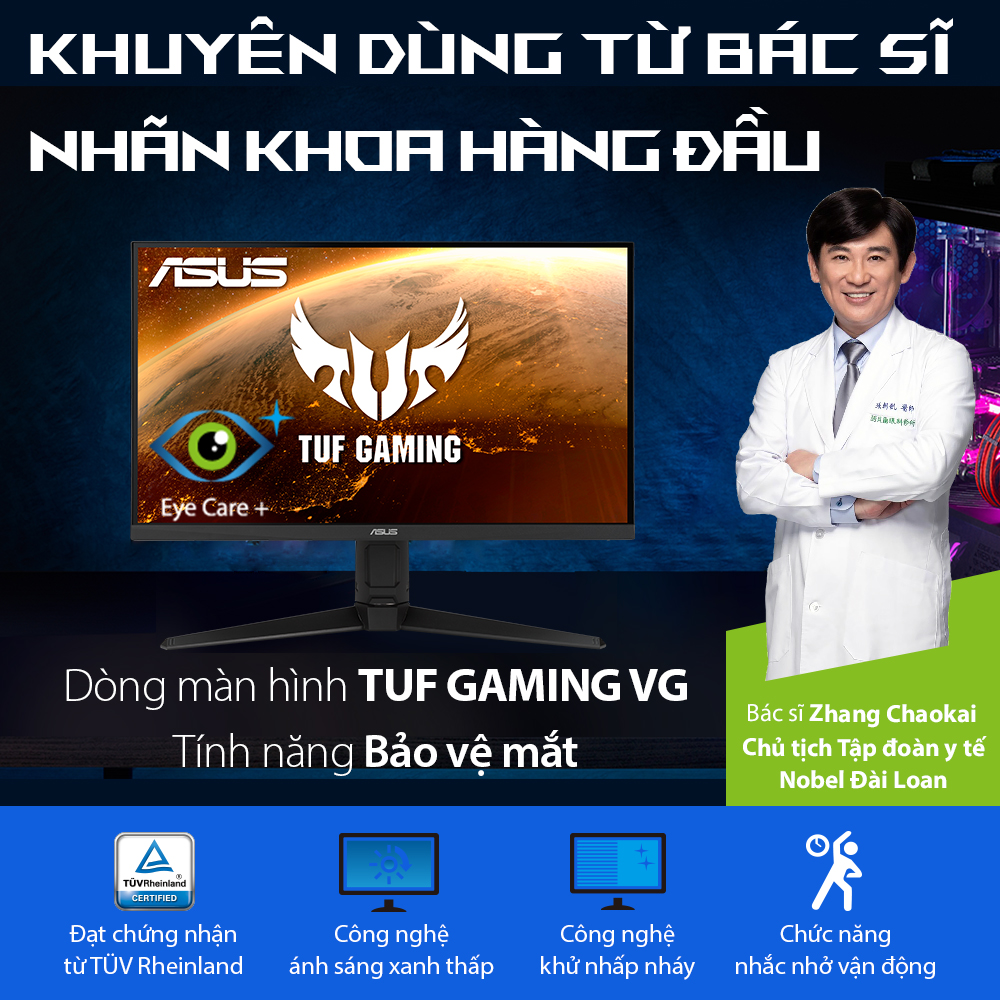 KHUYÊN DÙNG TỪ BÁC SĨ
NHÃN KHOA HÀNG ĐẦU
ASUS
TUF
TUF GAMING
Eye Care +
ASUS
Dòng màn hình TUF GAMING VG
Tính năng Bảo vệ mắt
Bác sĩ Zhang Chaokai
Chủ tịch Tập đoàn y tế
Nobel Đài Loan
TÜVRheinland®
CERTIFIED
Đạt chứng nhận
từ TÜV Rheinland
Công nghệ
ánh sáng xanh thấp
Công nghệ
khử nhấp nháy
Chức năng
nhắc nhở vận động